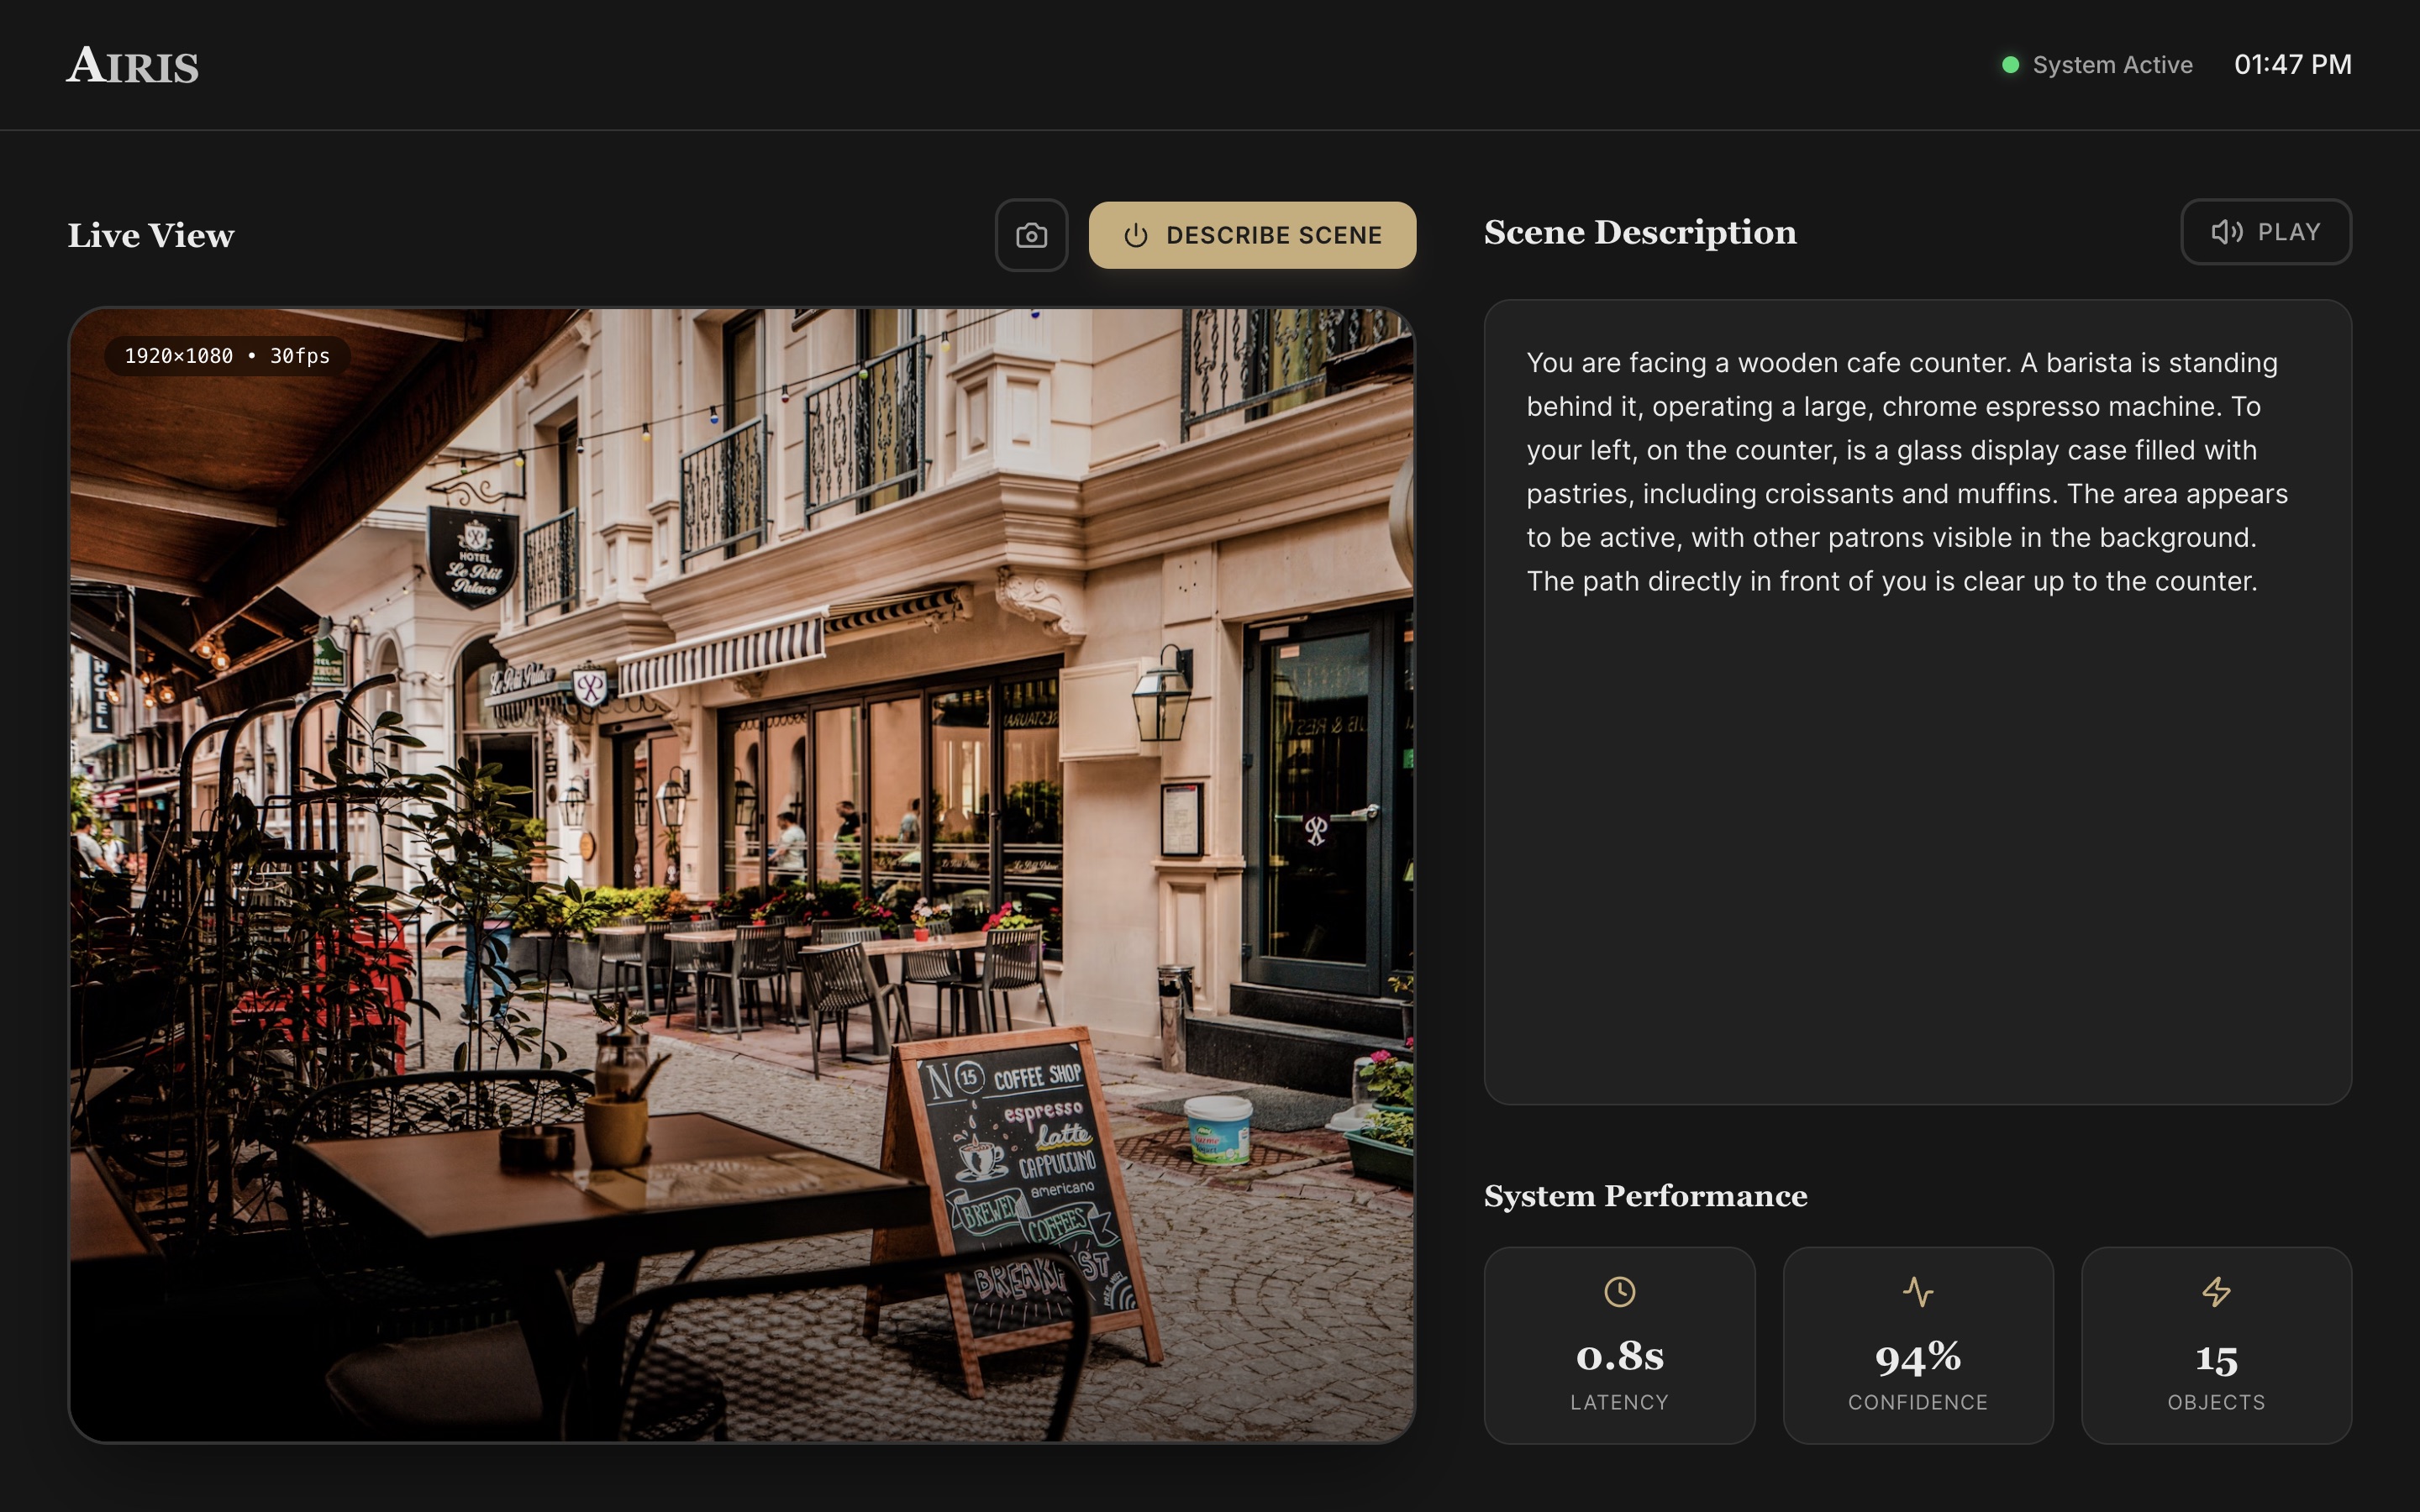 AIRIS
System Active
01:47 PM
Live View
DESCRIBE SCENE
1920×1080 • 30fps
HOTEL
Le Petit
Palace
HOTEL
Le Petit Palace
N 15 COFFEE SHOP
espresso
latte
CAPPUCCINO
americano
BREWED
COFFEES
Scene Description
PLAY
You are facing a wooden cafe counter. A barista is standing
behind it, operating a large, chrome espresso machine. To
your left, on the counter, is a glass display case filled with
pastries, including croissants and muffins. The area appears
to be active, with other patrons visible in the background.
The path directly in front of you is clear up to the counter.
System Performance
0.8s
LATENCY
94%
CONFIDENCE
15
OBJECTS